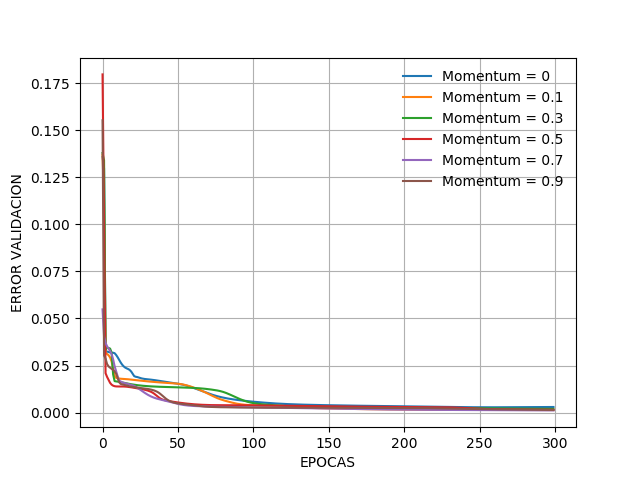 Momentum = 0
Momentum = 0.1
Momentum = 0.3
Momentum = 0.5
Momentum = 0.7
Momentum = 0.9
0.175
0.150
0.125
0.100
0.075
0.050
0.025
0.000
ERROR VALIDACION
0 50 100 150 200 250 300
EPOCAS